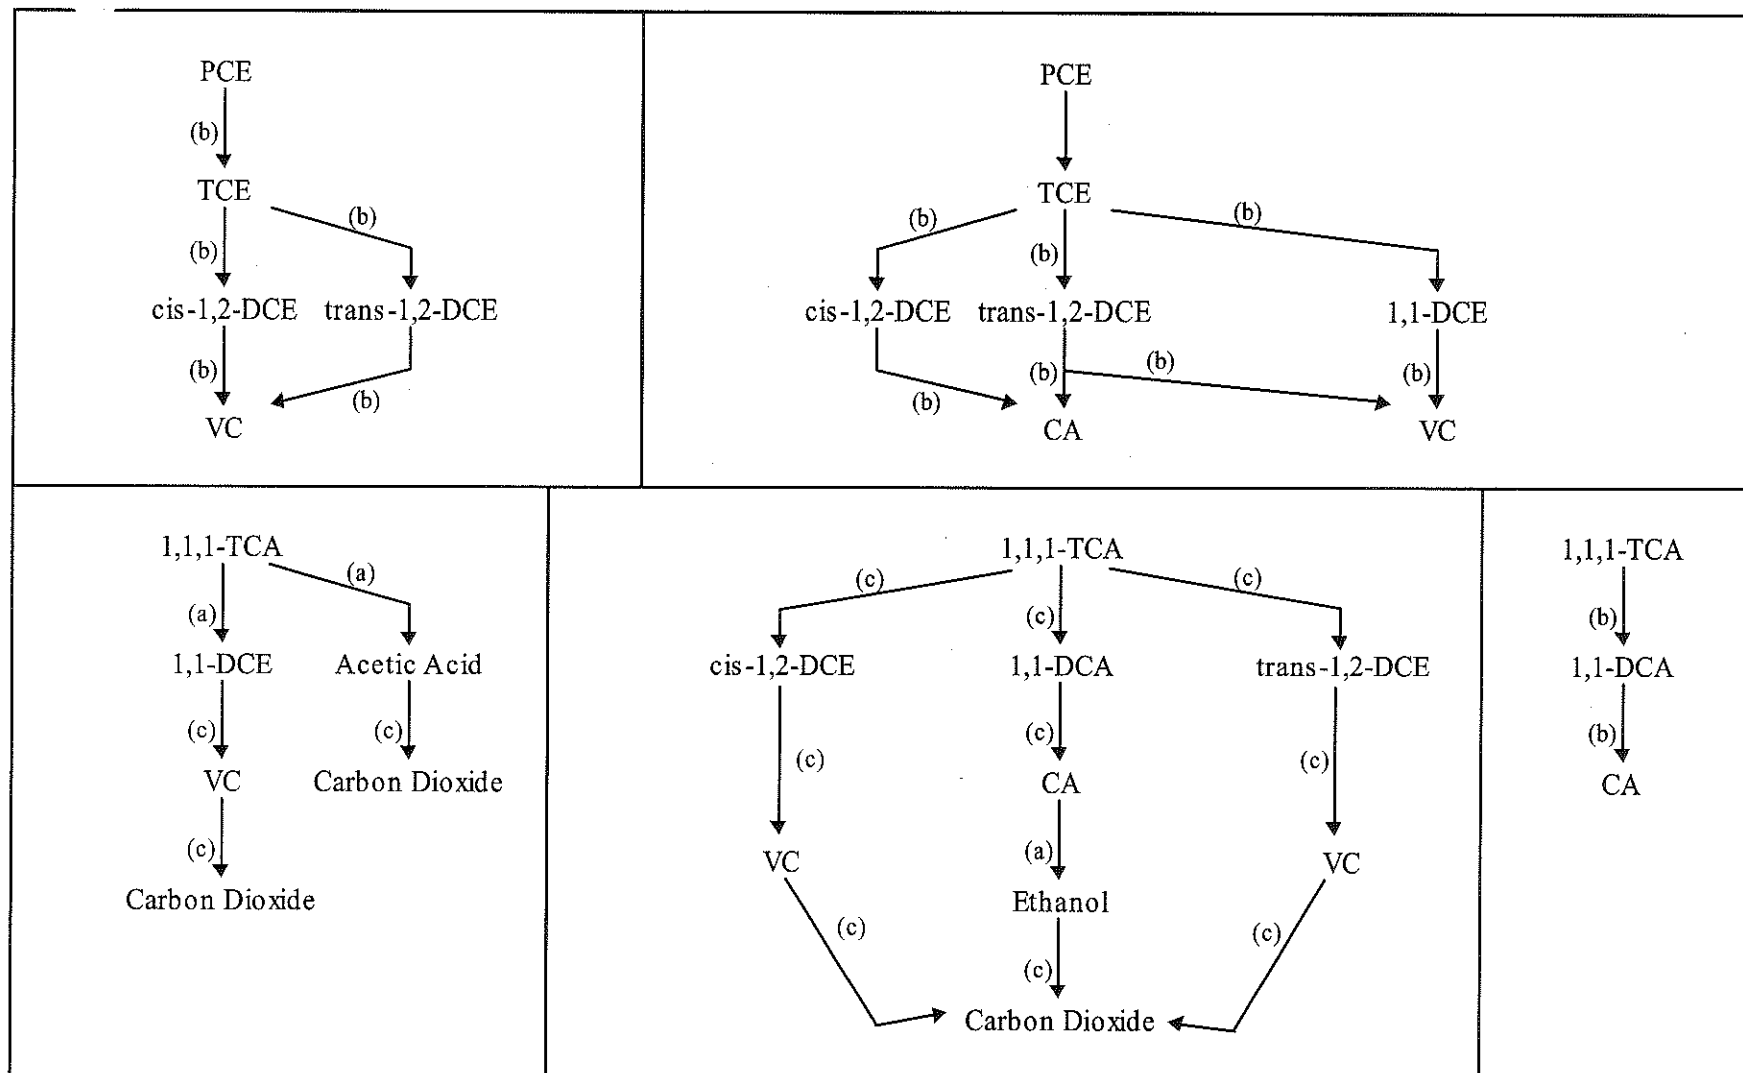 PCE
(b)
TCE
(b)
(b)
cis-1,2-DCE trans-1,2-DCE
(b)
(b)
VC
PCE
TCE
(b)
(b)
(b)
cis-1,2-DCE trans-1,2-DCE 1,1-DCE
(b)
(b)
(b)
(b)
CA VC
1,1,1-TCA
(a)
(a)
1,1-DCE Acetic Acid
(c) (c)
VC Carbon Dioxide
(c)
Carbon Dioxide
1,1,1-TCA
(c) (c)
(c)
cis-1,2-DCE 1,1-DCA trans-1,2-DCE
(c)
(c) (c)
CA
VC (a) VC
Ethanol
(c) (c)
(c)
Carbon Dioxide
1,1,1-TCA
(b)
1,1-DCA
(b)
CA